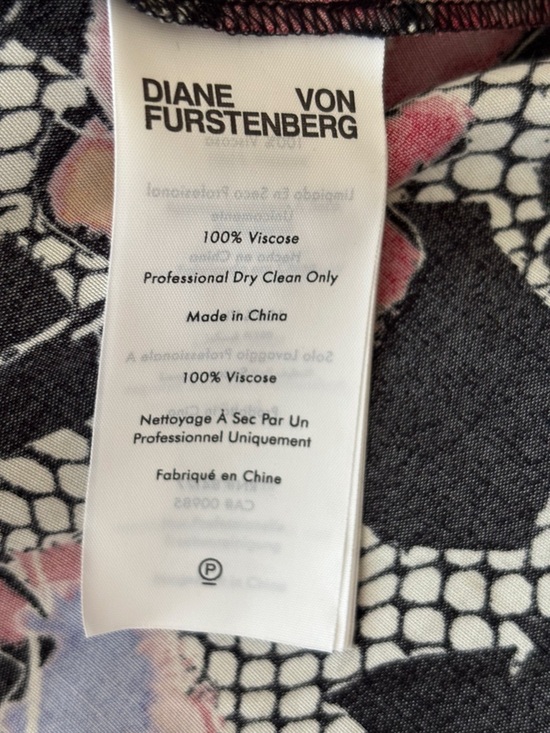 DIANE VON
FURSTENBERG
100% Viscose
Professional Dry Clean Only
Made in China
100% Viscose
Nettoyage À Sec Par Un
Professionnel Uniquement
Fabriqué en Chine
P